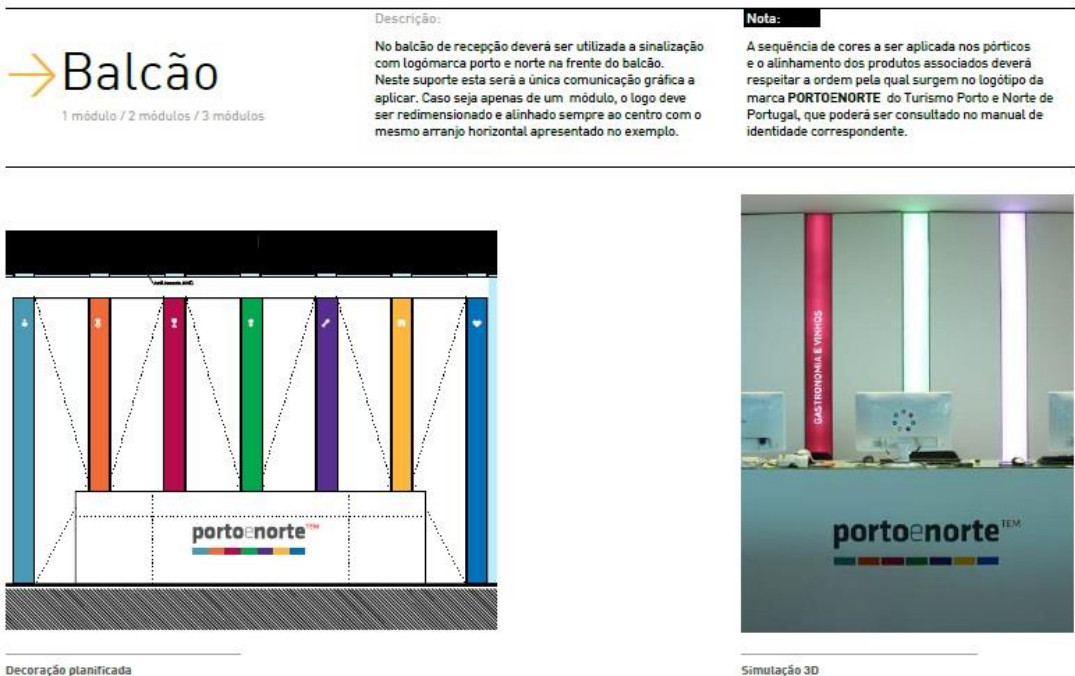 Balcão
1 módulo / 2 módulos / 3 módulos
Descrição:
No balcão de recepção deverá ser utilizada a sinalização
com logómarca porto e norte na frente do balcão.
Neste suporte esta será a única comunicação gráfica a
aplicar. Caso seja apenas de um módulo, o logo deve
ser redimensionado e alinhado sempre ao centro com o
mesmo arranjo horizontal apresentado no exemplo.
Nota:
A sequência de cores a ser aplicada nos pórticos
e o alinhamento dos produtos associados deverá
respeitar a ordem pela qual surgem no logótipo da
marca PORTOENORTE do Turismo Porto e Norte de
Portugal, que poderá ser consultado no manual de
identidade correspondente.
portoenorte TEM
GASTRONOMIA E VINHOS
portoenorte TEM
Decoração planificada
Simulação 3D